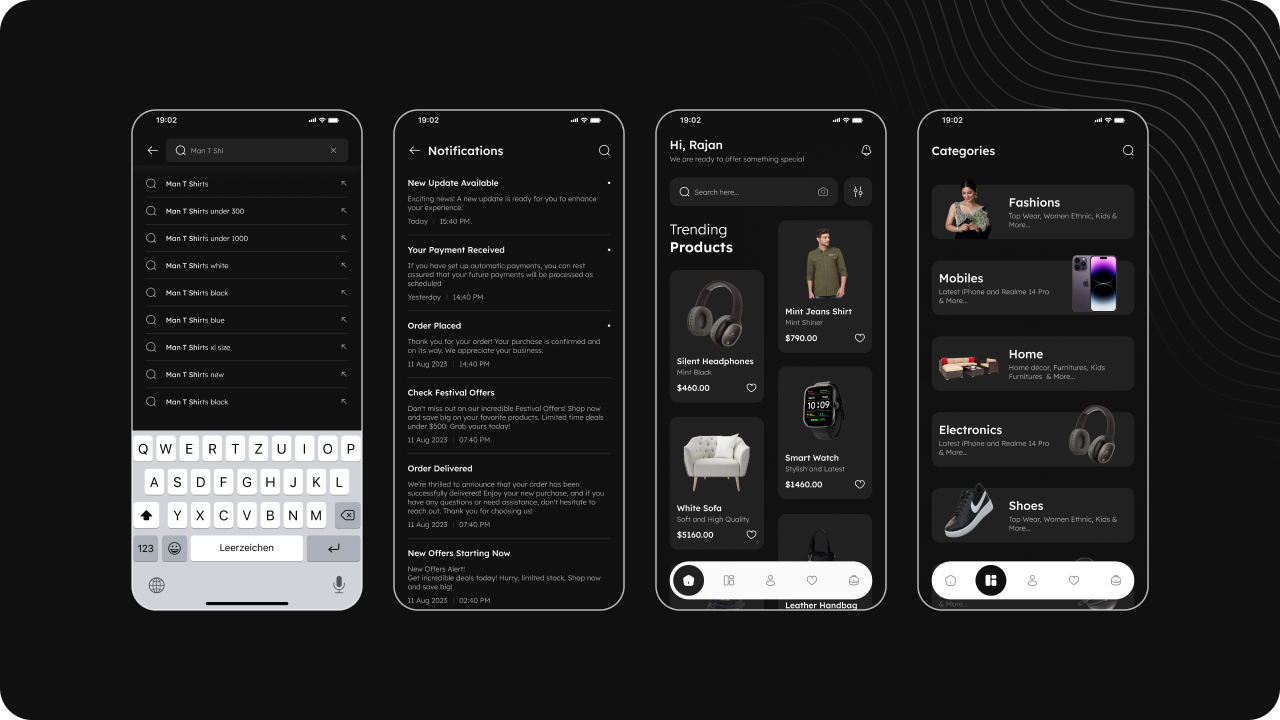 19:02
Man T Shi
Man T Shirts
Man T Shirts under 300
Man T Shirts under 1000
Man T Shirts white
Man T Shirts black
Man T Shirts blue
Man T Shirts xl size
Man T Shirts new
Man T Shirts black
Q W E R T Z U I O P
A S D F G H J K L
Y X C V B N M
123 Leerzeichen
19:02
Notifications
New Update Available
Exciting news! A new update is ready for you to enhance
your experience.
Today | 15:40 PM
Your Payment Received
If you have set up automatic payments, you can rest
assured that your future payments will be processed as
scheduled
Yesterday | 14:40 PM
Order Placed
Thank you for your order! Your purchase is confirmed and
on its way. We appreciate your business.
11 Aug 2023 | 14:40 PM
Check Festival Offers
Don't miss out on our incredible Festival Offers! Shop now
and save big on your favorite products. Limited time deals
under $500. Grab yours today!
11 Aug 2023 | 07:40 PM
Order Delivered
We're thrilled to announce that your order has been
successfully delivered! Enjoy your new purchase, and if you
have any questions or need assistance, don't hesitate to
reach out. Thank you for choosing us!
11 Aug 2023 | 07:40 PM
New Offers Starting Now
New Offers Alert!
Get incredible deals today! Hurry, limited stock. Shop now
and save big!
11 Aug 2023 | 02:40 PM
19:02
Hi, Rajan
We are ready to offer something special
Search here...
Trending
Products
Silent Headphones
Mint Black
$460.00
White Sofa
Soft and High Quality
$5160.00
Mint Jeans Shirt
Mint Shiner
$790.00
10:09
Smart Watch
Stylish and Latest
$1460.00
Leather Handbag
19:02
Categories
Fashions
Top Wear, Women Ethnic, Kids &
More...
Mobiles
Latest iPhone and Realme 14 Pro
& More...
Home
Home décor, Furnitures, Kids
Furnitures & More...
Electronics
Latest iPhone and Realme 14 Pro
& More...
Shoes
Top Wear, Women Ethnic, Kids &
More...
& More...